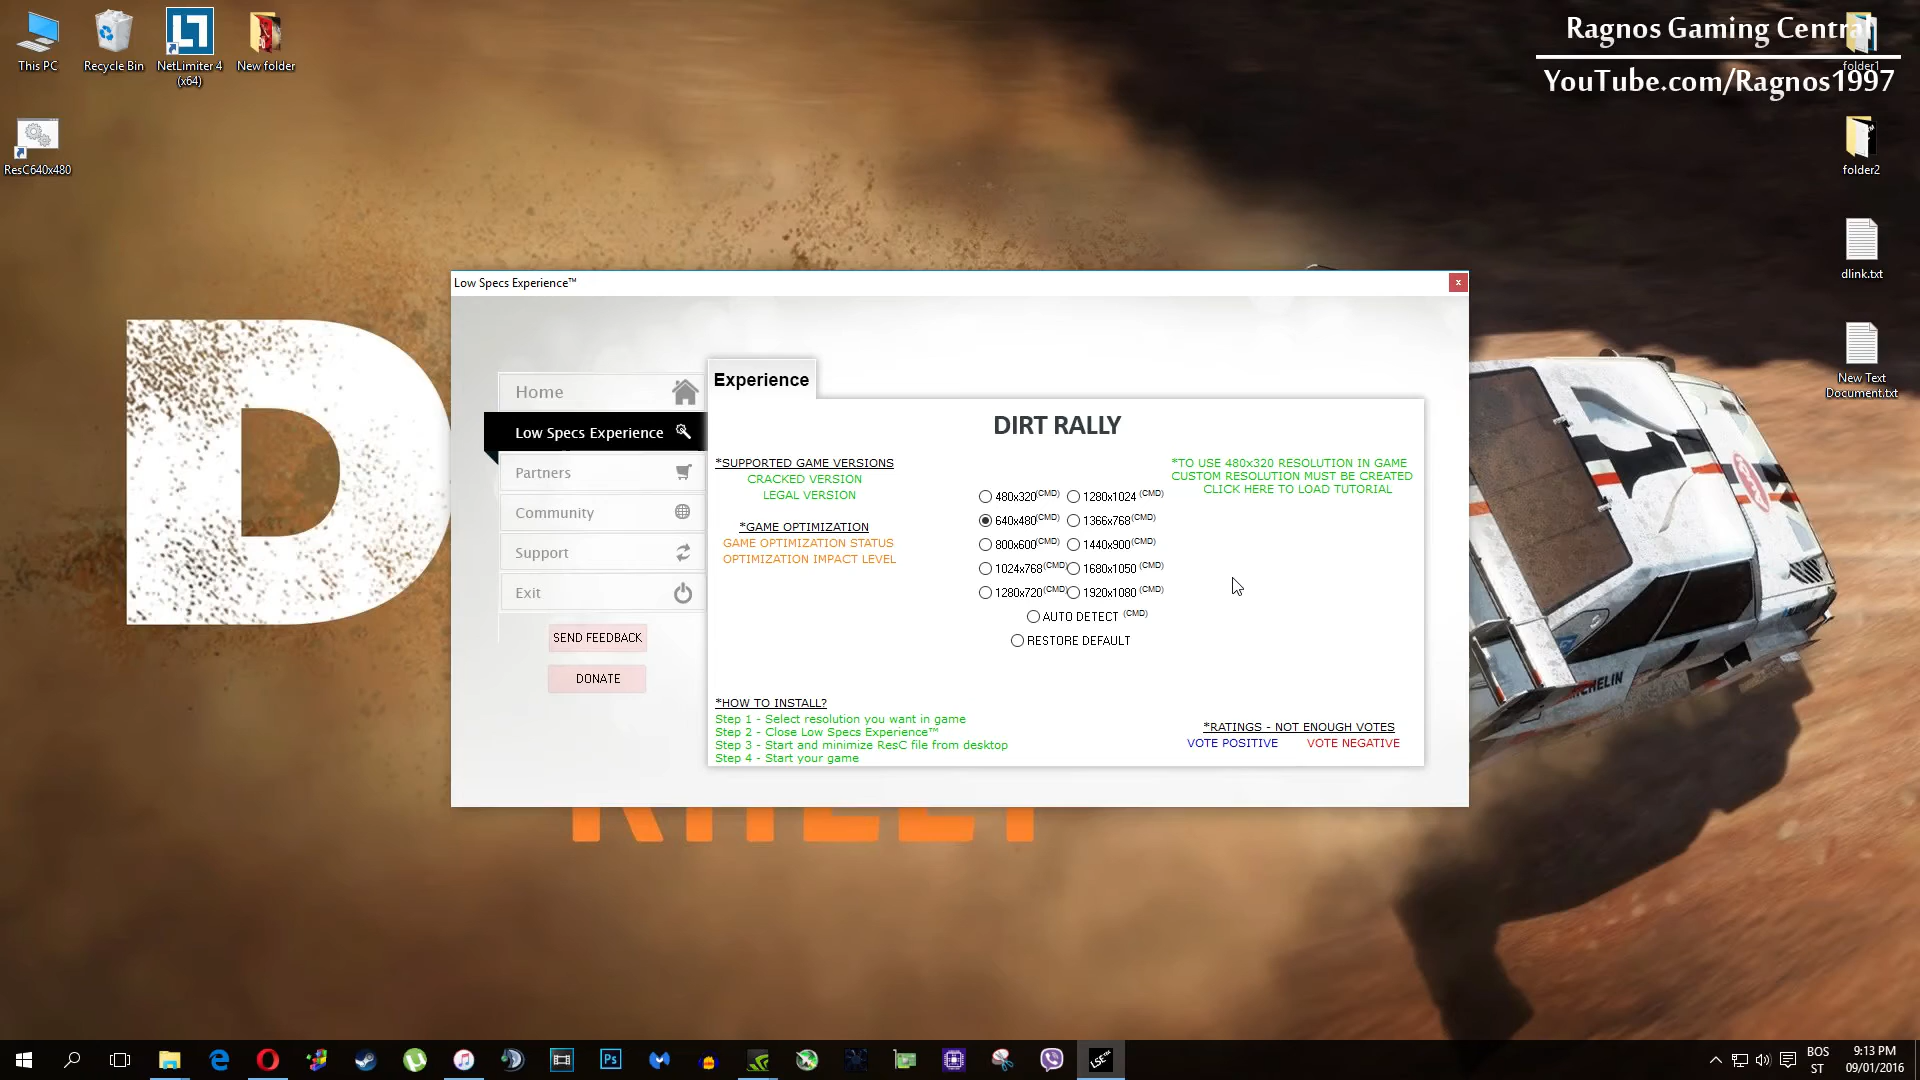 This PC
Recycle Bin
NetLimiter 4
(x64)
New folder
ResC640x480
Ragnos Gaming Central
YouTube.com/Ragnos1997
folder1
folder2
dlink.txt
New Text
Document.txt
Low Specs Experience™
x
Home
Low Specs Experience
Partners
Community
Support
Exit
SEND FEEDBACK
DONATE
Experience
DIRT RALLY
*SUPPORTED GAME VERSIONS
CRACKED VERSION
LEGAL VERSION
*GAME OPTIMIZATION
GAME OPTIMIZATION STATUS
OPTIMIZATION IMPACT LEVEL
480x320(CMD) 1280x1024 (CMD)
640x480(CMD) 1366x768(CMD)
800x600(CMD) 1440x900(CMD)
1024x768(CMD) 1680x1050 (CMD)
1280x720(CMD) 1920x1080 (CMD)
AUTO DETECT (CMD)
RESTORE DEFAULT
*TO USE 480x320 RESOLUTION IN GAME
CUSTOM RESOLUTION MUST BE CREATED
CLICK HERE TO LOAD TUTORIAL
*HOW TO INSTALL?
Step 1 - Select resolution you want in game
Step 2 - Close Low Specs Experience™
Step 3 - Start and minimize ResC file from desktop
Step 4 - Start your game
*RATINGS - NOT ENOUGH VOTES
VOTE POSITIVE VOTE NEGATIVE
D
Ps
LSE™
BOS
ST
9:13 PM
09/01/2016